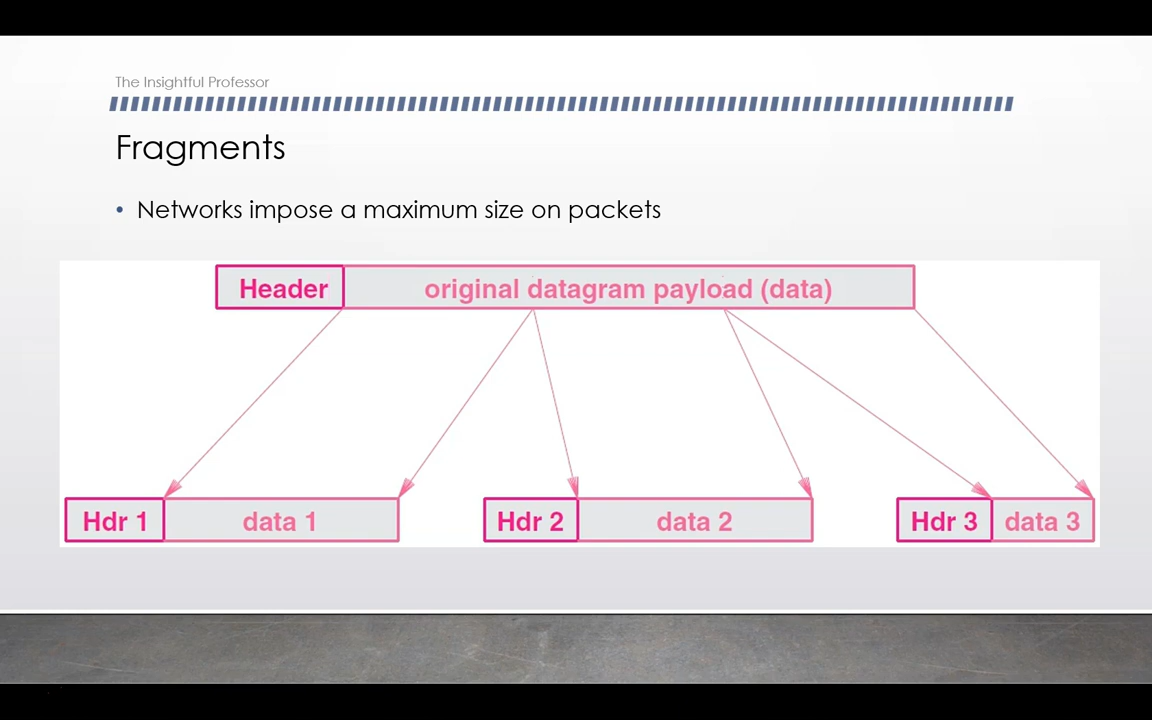 The Insightful Professor
Fragments
• Networks impose a maximum size on packets
Header original datagram payload (data)
Hdr 1 data 1 Hdr 2 data 2 Hdr 3 data 3